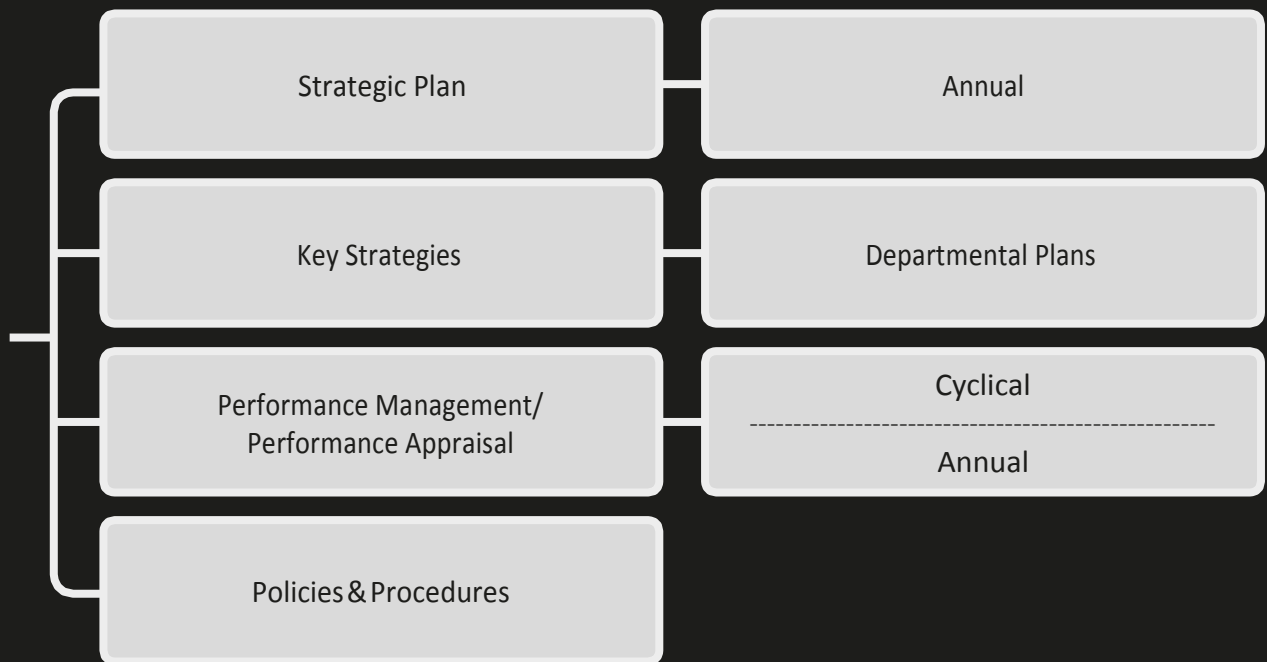 Strategic Plan
Annual
Key Strategies
Departmental Plans
Performance Management/
Performance Appraisal
Cyclical
--------------------------------------------------------
Annual
Policies & Procedures